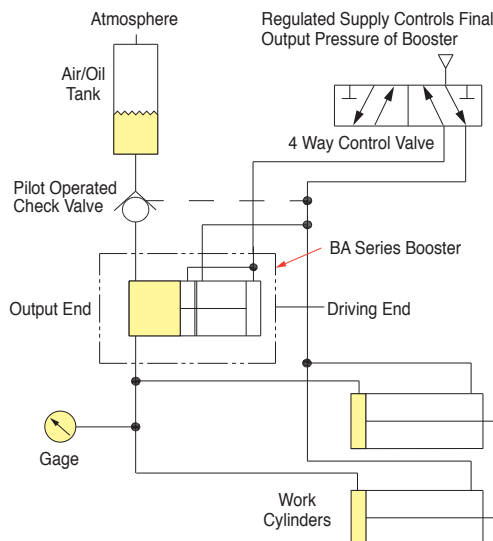 Atmosphere
Regulated Supply Controls Final
Output Pressure of Booster
Air/Oil
Tank
4 Way Control Valve
Pilot Operated
Check Valve
BA Series Booster
Output End
Driving End
Gage
Work
Cylinders